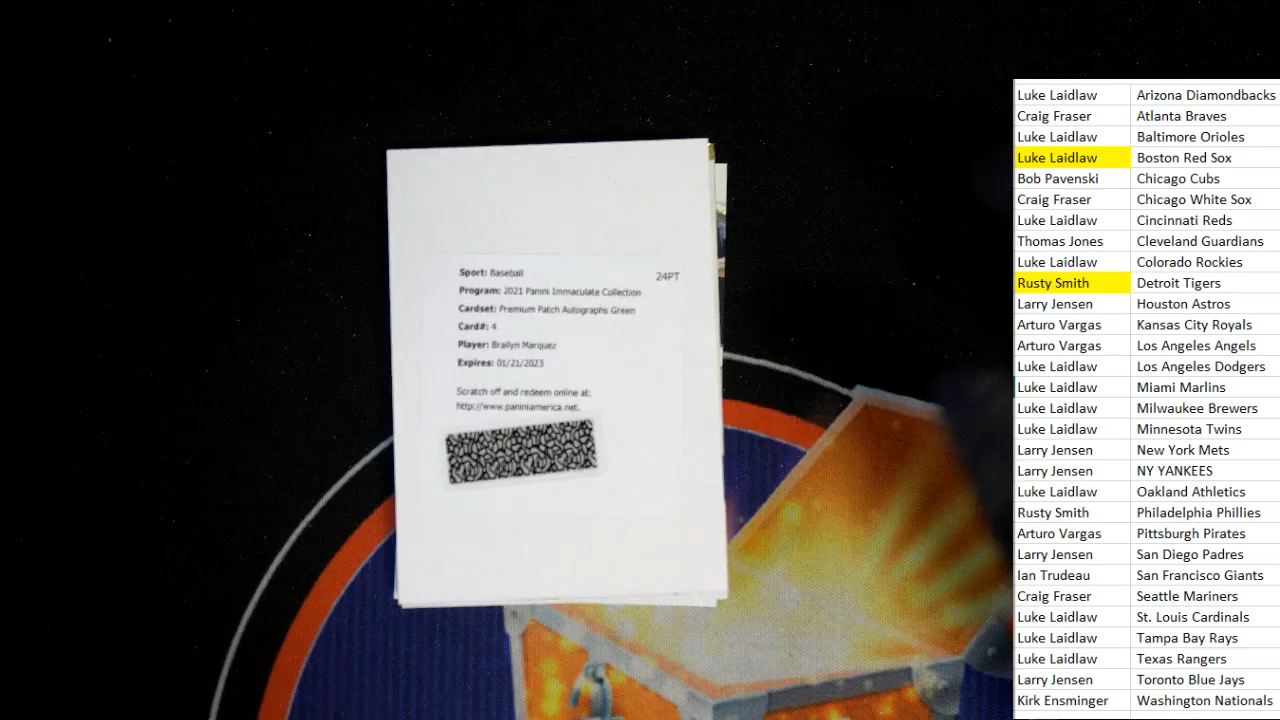 Sport: Baseball
24PT
Program: 2021 Panini Immaculate Collection
Cardset: Premium Patch Autographs Green
Card#: 4
Player: Brailyn Marquez
Expires: 01/21/2023
Scratch off and redeem online at:
http://www.paniniamerica.net.
Luke Laidlaw Arizona Diamondbacks
Craig Fraser Atlanta Braves
Luke Laidlaw Baltimore Orioles
Luke Laidlaw Boston Red Sox
Bob Pavenski Chicago Cubs
Craig Fraser Chicago White Sox
Luke Laidlaw Cincinnati Reds
Thomas Jones Cleveland Guardians
Luke Laidlaw Colorado Rockies
Rusty Smith Detroit Tigers
Larry Jensen Houston Astros
Arturo Vargas Kansas City Royals
Arturo Vargas Los Angeles Angels
Luke Laidlaw Los Angeles Dodgers
Luke Laidlaw Miami Marlins
Luke Laidlaw Milwaukee Brewers
Luke Laidlaw Minnesota Twins
Larry Jensen New York Mets
Larry Jensen NY YANKEES
Luke Laidlaw Oakland Athletics
Rusty Smith Philadelphia Phillies
Arturo Vargas Pittsburgh Pirates
Larry Jensen San Diego Padres
Ian Trudeau San Francisco Giants
Craig Fraser Seattle Mariners
Luke Laidlaw St. Louis Cardinals
Luke Laidlaw Tampa Bay Rays
Luke Laidlaw Texas Rangers
Larry Jensen Toronto Blue Jays
Kirk Ensminger Washington Nationals